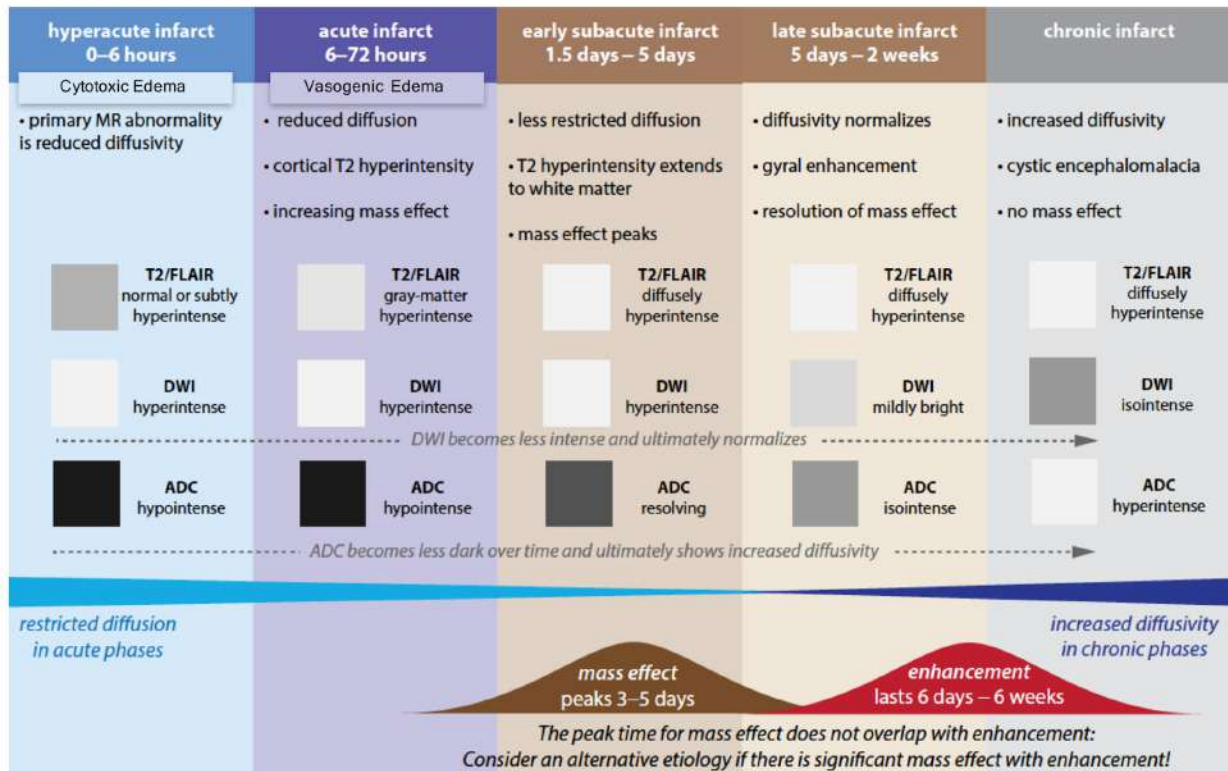 hyperacute infarct
0–6 hours
Cytotoxic Edema
• primary MR abnormality
is reduced diffusivity
T2/FLAIR
normal or subtly
hyperintense
DWI
hyperintense
ADC
hypointense
acute infarct
6–72 hours
Vasogenic Edema
• reduced diffusion
• cortical T2 hyperintensity
• increasing mass effect
T2/FLAIR
gray-matter
hyperintense
DWI
hyperintense
ADC
hypointense
early subacute infarct
1.5 days – 5 days
• less restricted diffusion
• T2 hyperintensity extends
to white matter
• mass effect peaks
T2/FLAIR
diffusely
hyperintense
DWI
hyperintense
ADC
resolving
late subacute infarct
5 days – 2 weeks
• diffusivity normalizes
• gyral enhancement
• resolution of mass effect
T2/FLAIR
diffusely
hyperintense
DWI
mildly bright
ADC
isointense
chronic infarct
• increased diffusivity
• cystic encephalomalacia
• no mass effect
T2/FLAIR
diffusely
hyperintense
DWI
isointense
ADC
hyperintense
DWI becomes less intense and ultimately normalizes
ADC becomes less dark over time and ultimately shows increased diffusivity
restricted diffusion
in acute phases
increased diffusivity
in chronic phases
mass effect
peaks 3–5 days
enhancement
lasts 6 days – 6 weeks
The peak time for mass effect does not overlap with enhancement:
Consider an alternative etiology if there is significant mass effect with enhancement!